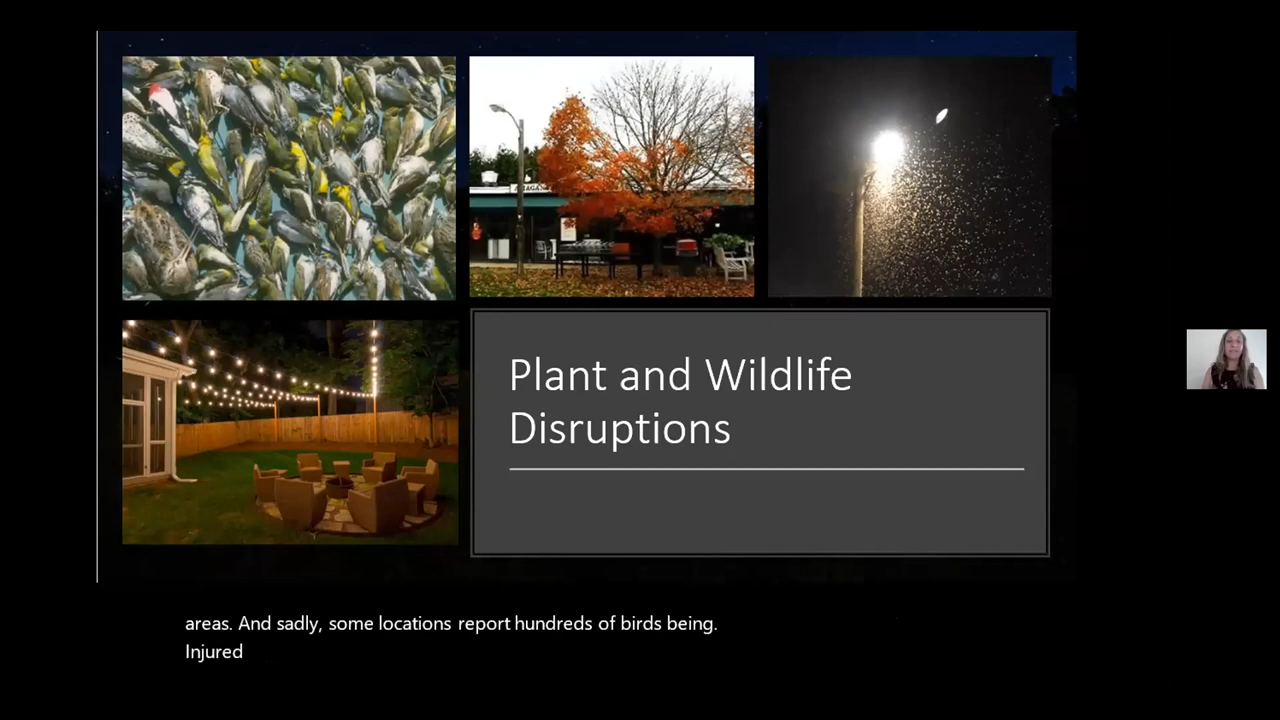 Plant and Wildlife
Disruptions
areas. And sadly, some locations report hundreds of birds being.
Injured